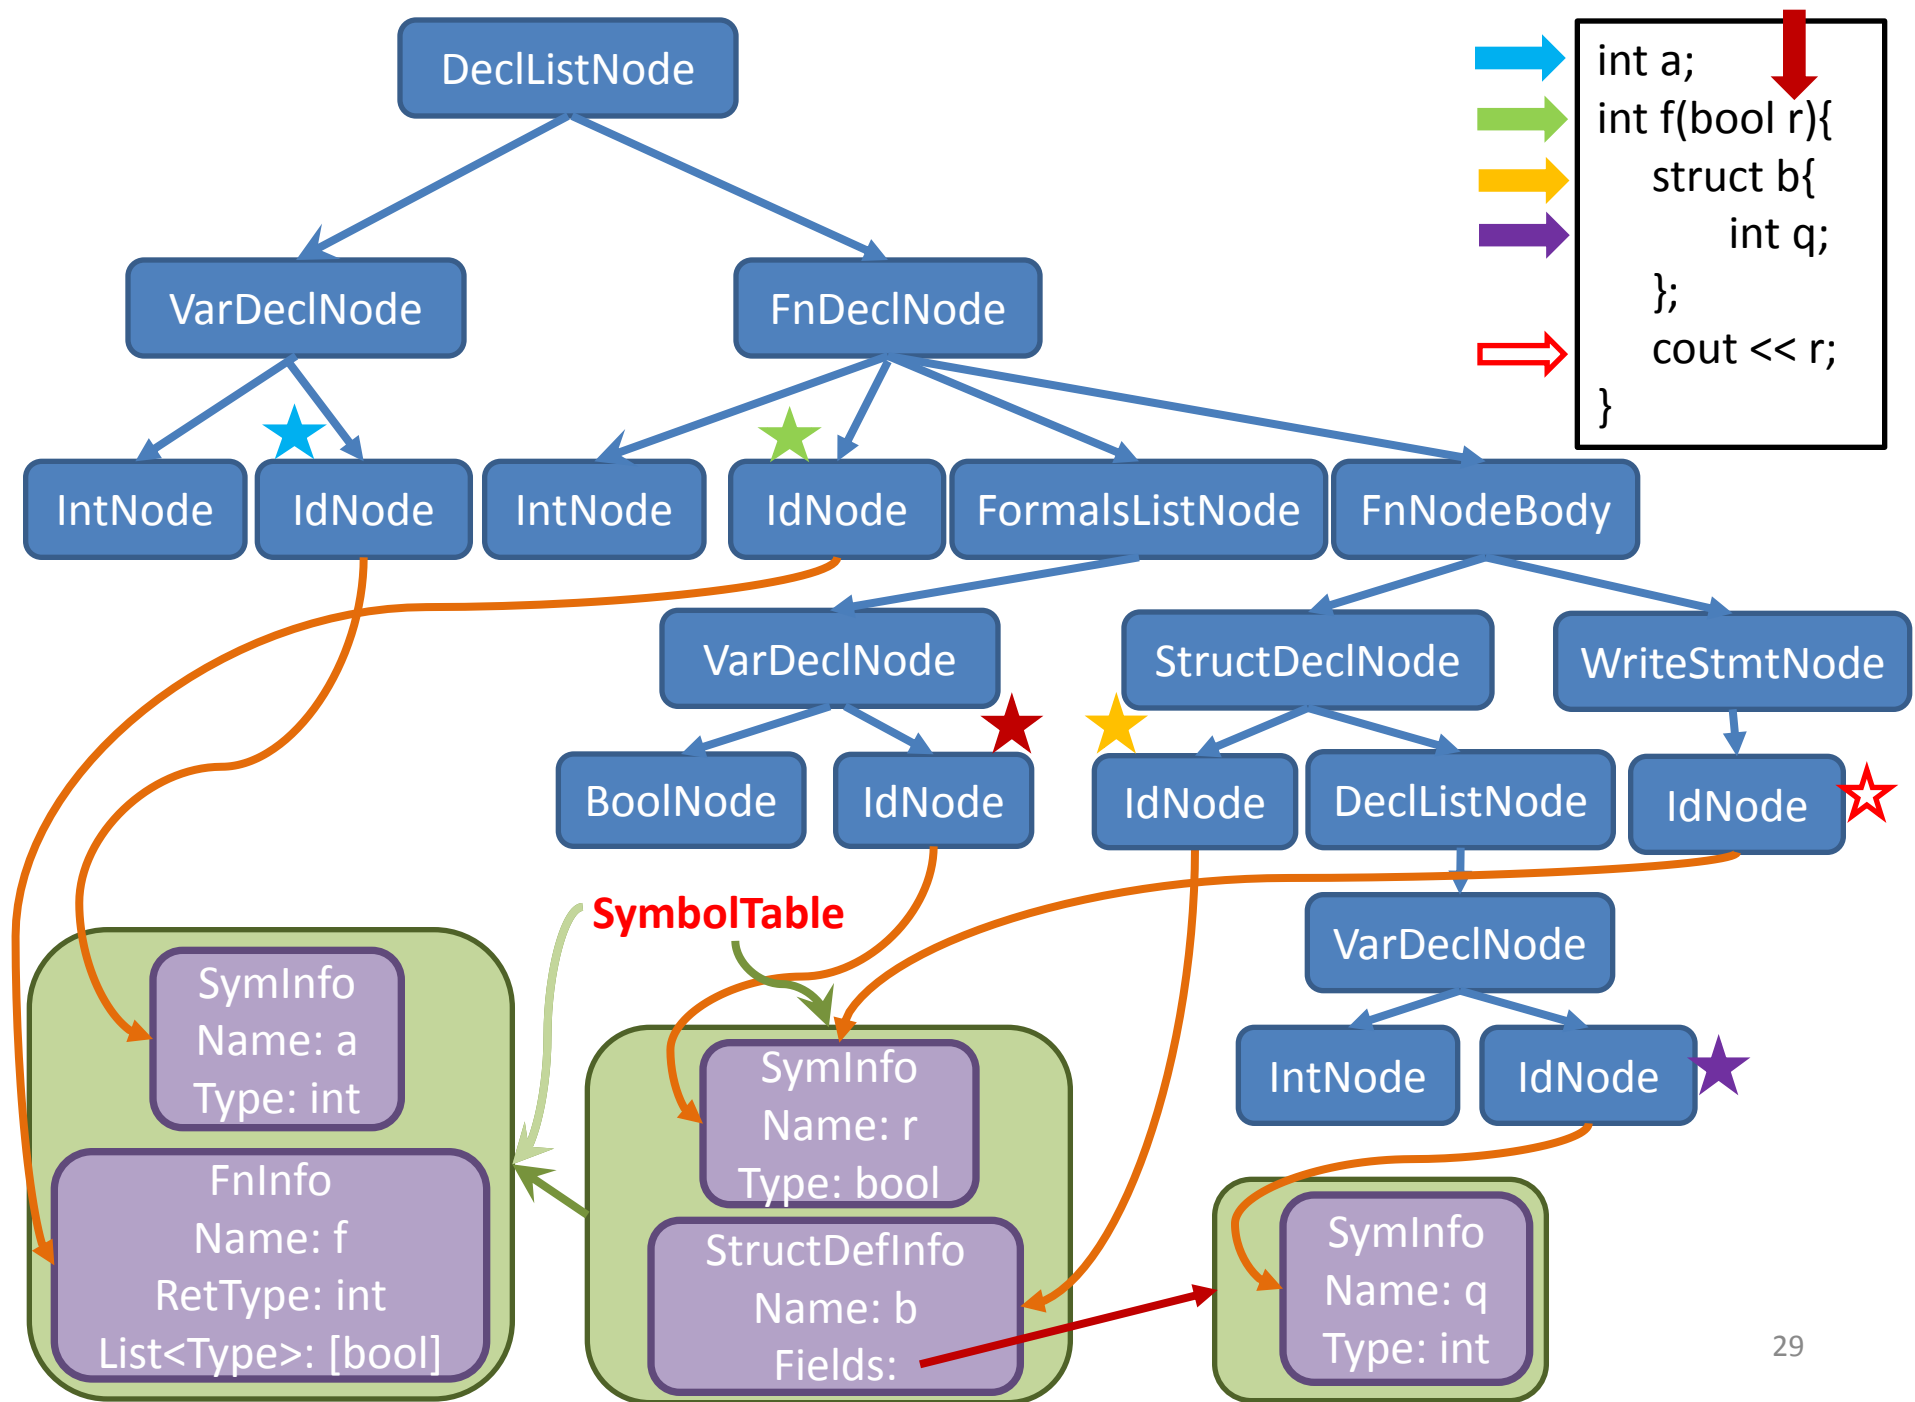 DeclListNode
int a;
int f(bool r){
struct b{
int q;
};
cout << r;
}
VarDeclNode
FnDeclNode
IntNode
IdNode
IntNode
IdNode
FormalsListNode
FnNodeBody
VarDeclNode
StructDeclNode
WriteStmtNode
BoolNode
IdNode
IdNode
DeclListNode
IdNode
SymbolTable
VarDeclNode
IntNode
IdNode
SymInfo
Name: a
Type: int
FnInfo
Name: f
RetType: int
List<Type>: [bool]
SymInfo
Name: r
Type: bool
StructDefInfo
Name: b
Fields:
SymInfo
Name: q
Type: int
29